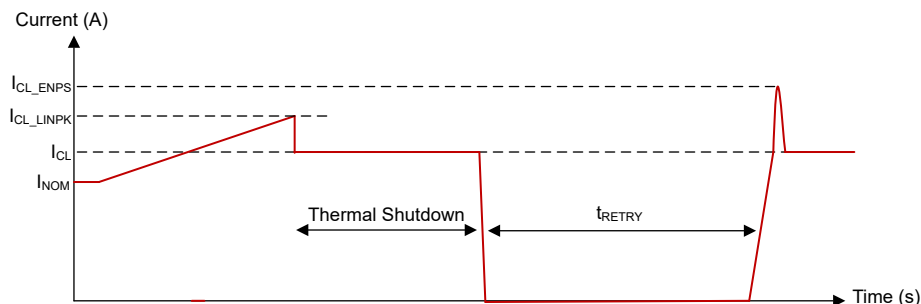 Current (A)
I_CL_ENPS
I_CL_LINPK
I_CL
I_NOM
Thermal Shutdown
t_RETRY
Time (s)